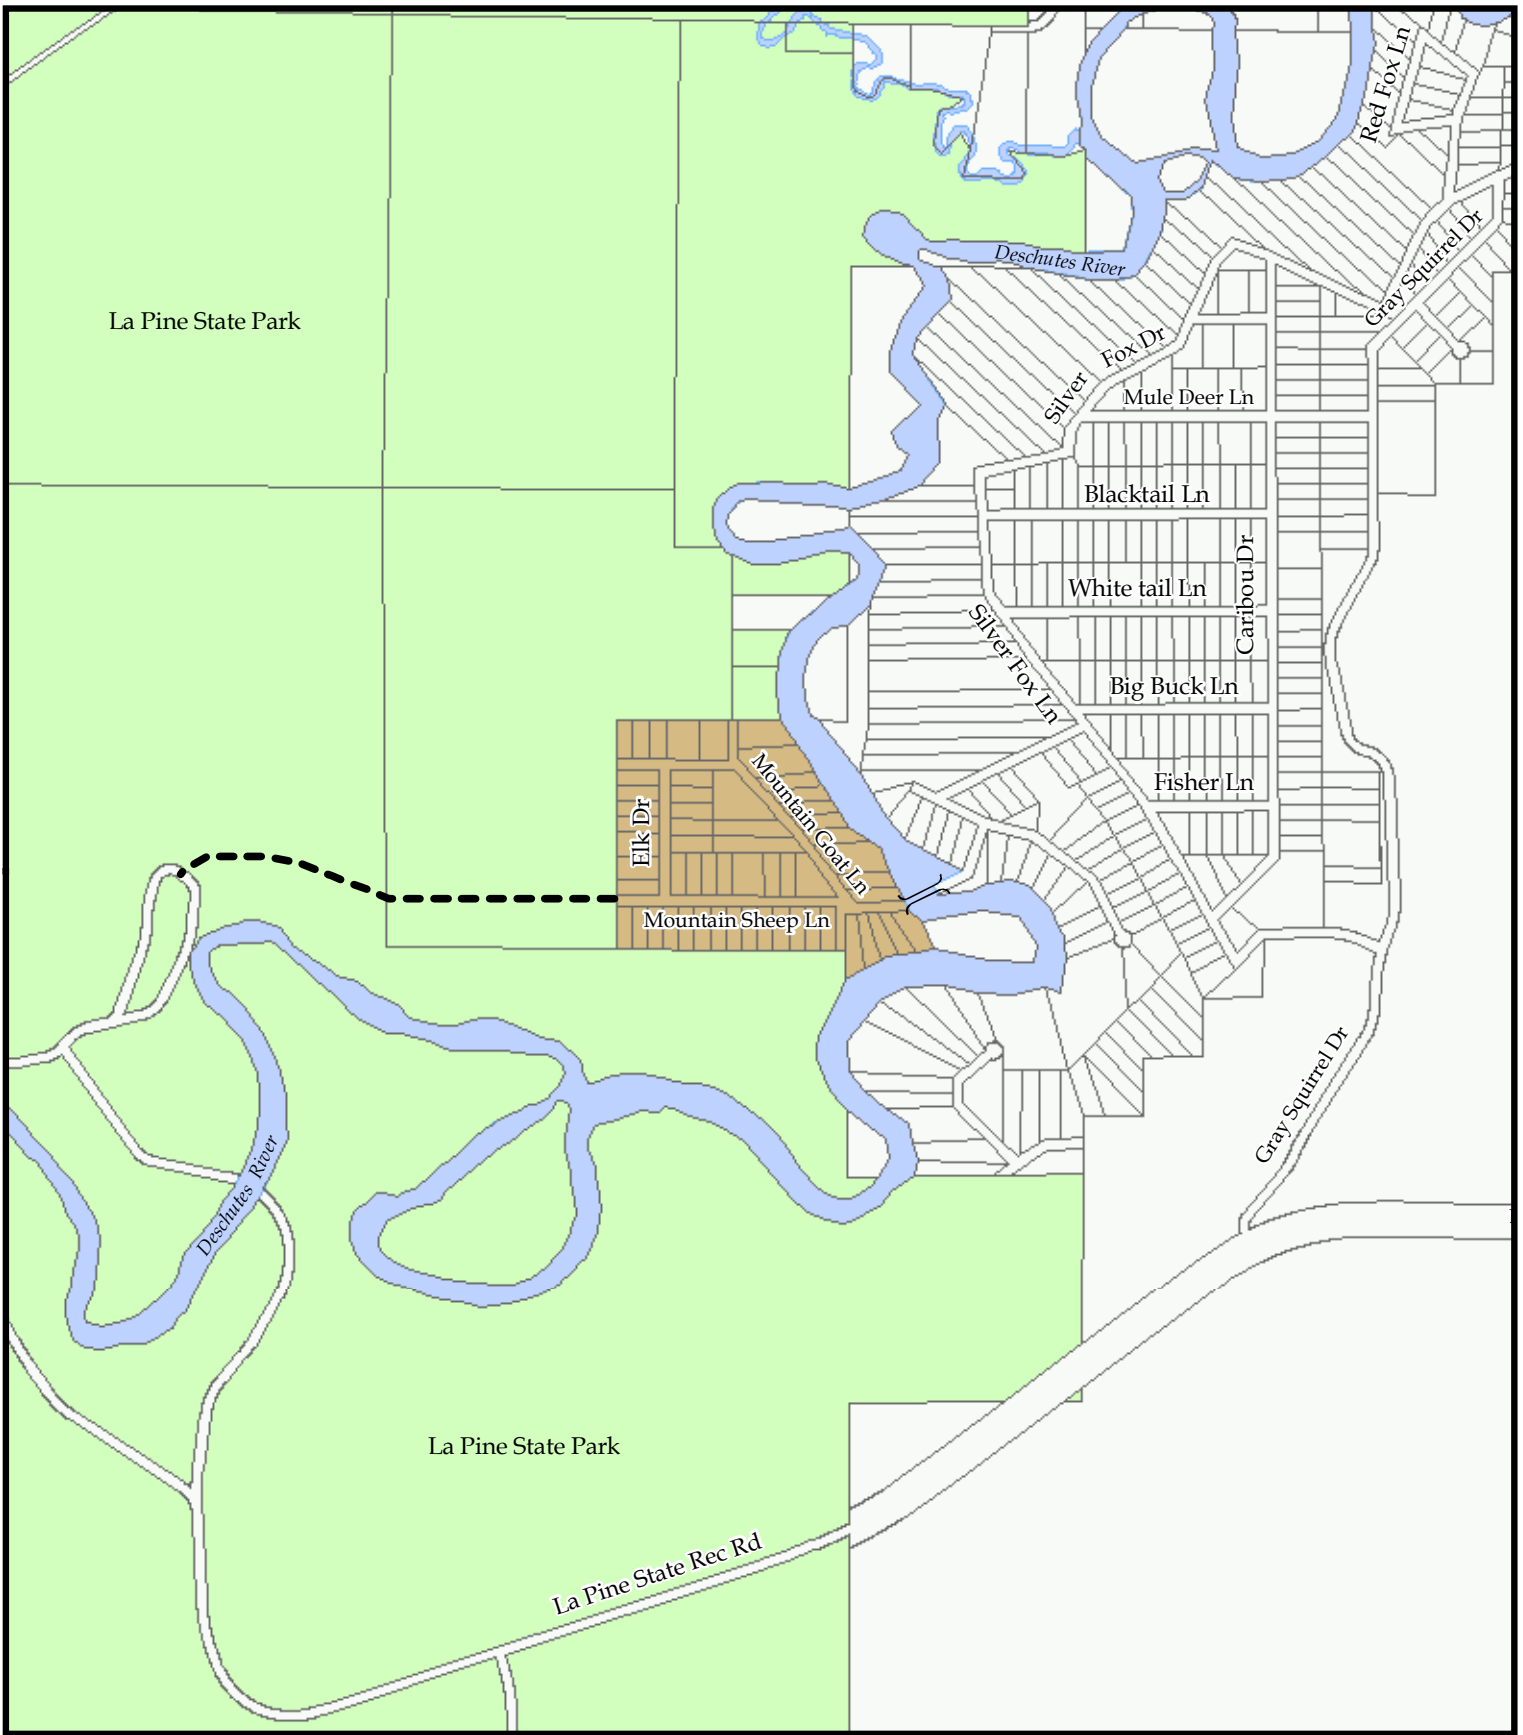 Red Fox Ln
Gray Squirrel Dr
Deschutes River
La Pine State Park
Silver Fox Dr
Mule Deer Ln
Blacktail Ln
Caribou Dr
White tail Ln
Silver Fox Ln
Big Buck Ln
Mountain Goat Ln
Fisher Ln
Elk Dr
Mountain Sheep Ln
Gray Squirrel Dr
Deschutes River
La Pine State Park
La Pine State Rec Rd